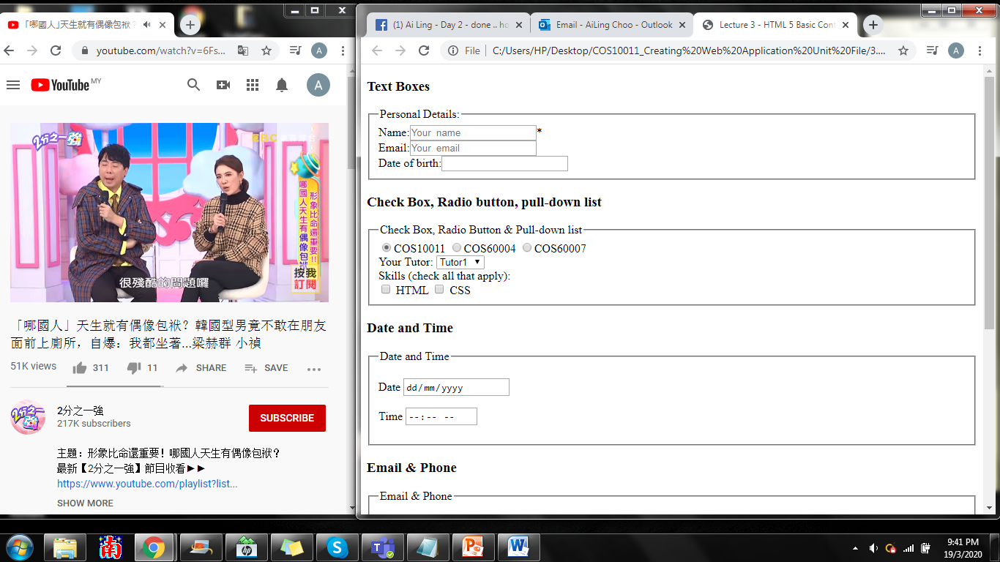 「哪國人」天生就有偶像包袱？
youtube.com/watch?v=6Fs...
YouTube MY
A
A
2分之一強
EBC
形象比命還重要!!
哪國人天生有偶像包袱
按我訂閱
很殘酷的問題囉
「哪國人」天生就有偶像包袱？韓國型男竟不敢在朋友
面前上廁所，自爆：我都坐著...梁赫群 小禎
51K views
311
11
SHARE
SAVE
2分之一強
217K subscribers
SUBSCRIBE
主題：形象比命還重要！哪國人天生有偶像包袱？
最新【2分之一強】節目收看►►
https://www.youtube.com/playlist?list...
SHOW MORE
(1) Ai Ling - Day 2 - done .. ho
Email - AiLing Choo - Outlook
Lecture 3 - HTML 5 Basic Cont
File
C:/Users/HP/Desktop/COS10011_Creating%20Web%20Application%20Unit%20File/3....
A
Text Boxes
Personal Details:
Name: Your name *
Email: Your email
Date of birth:
Check Box, Radio button, pull-down list
Check Box, Radio Button & Pull-down list
COS10011 COS60004 COS60007
Your Tutor: Tutor1
Skills (check all that apply):
HTML CSS
Date and Time
Date and Time
Date dd/mm/yyyy
Time --:-- --
Email & Phone
Email & Phone
南
hp
9:41 PM
19/3/2020